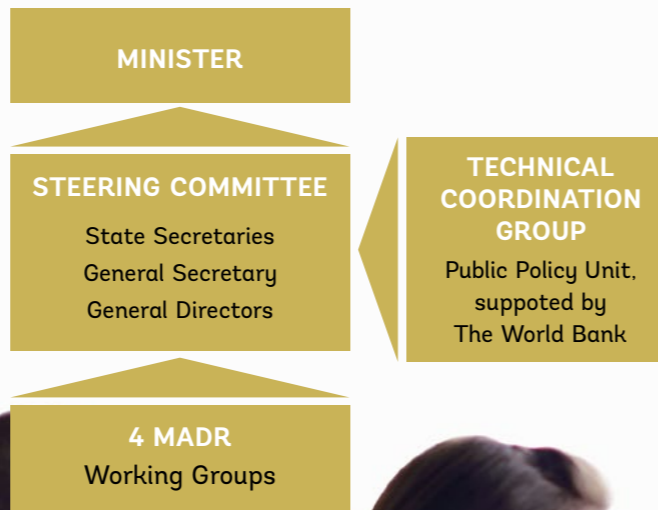 MINISTER
STEERING COMMITTEE
State Secretaries
General Secretary
General Directors
TECHNICAL
COORDINATION
GROUP
Public Policy Unit,
suppoted by
The World Bank
4 MADR
Working Groups